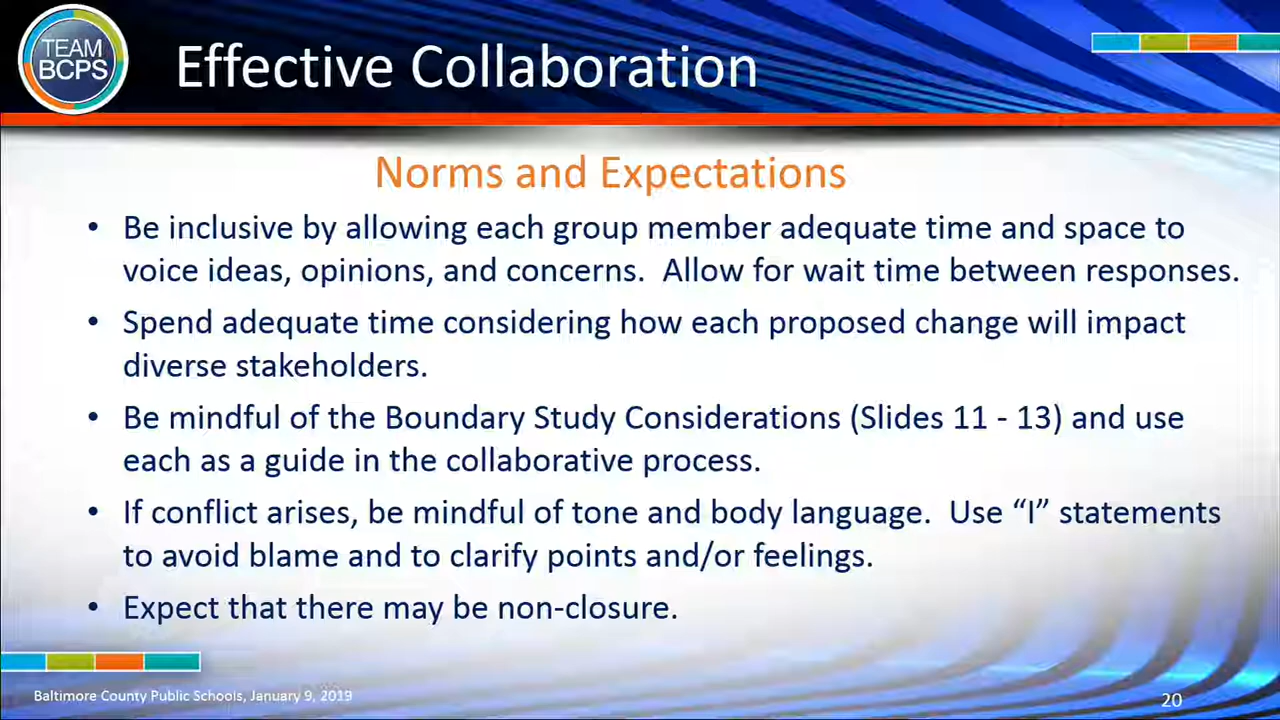 TEAM
BCPS
Effective Collaboration
Norms and Expectations
• Be inclusive by allowing each group member adequate time and space to
voice ideas, opinions, and concerns.  Allow for wait time between responses.
• Spend adequate time considering how each proposed change will impact
diverse stakeholders.
• Be mindful of the Boundary Study Considerations (Slides 11 - 13) and use
each as a guide in the collaborative process.
• If conflict arises, be mindful of tone and body language.  Use “I” statements
to avoid blame and to clarify points and/or feelings.
• Expect that there may be non-closure.
Baltimore County Public Schools, January 9, 2019
20